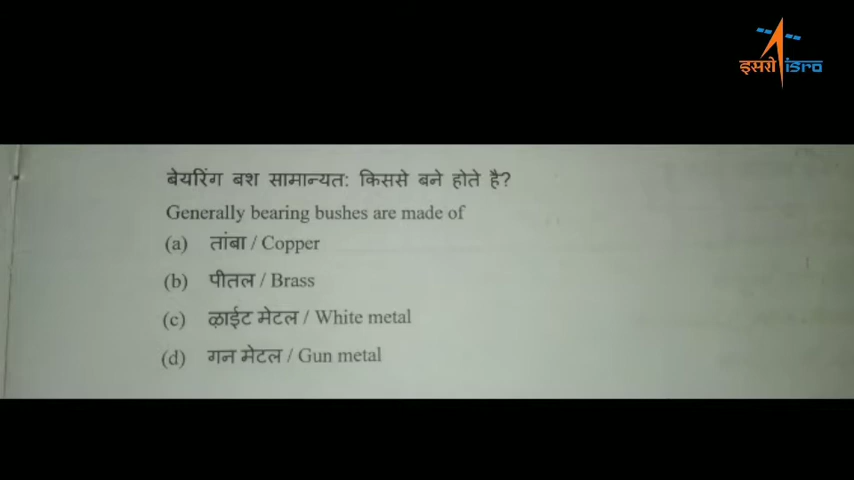 इसरो isro
बेयरिंग बश सामान्यत: किससे बने होते है?
Generally bearing bushes are made of
(a) तांबा / Copper
(b) पीतल / Brass
(c) व्हाईट मेटल / White metal
(d) गन मेटल / Gun metal